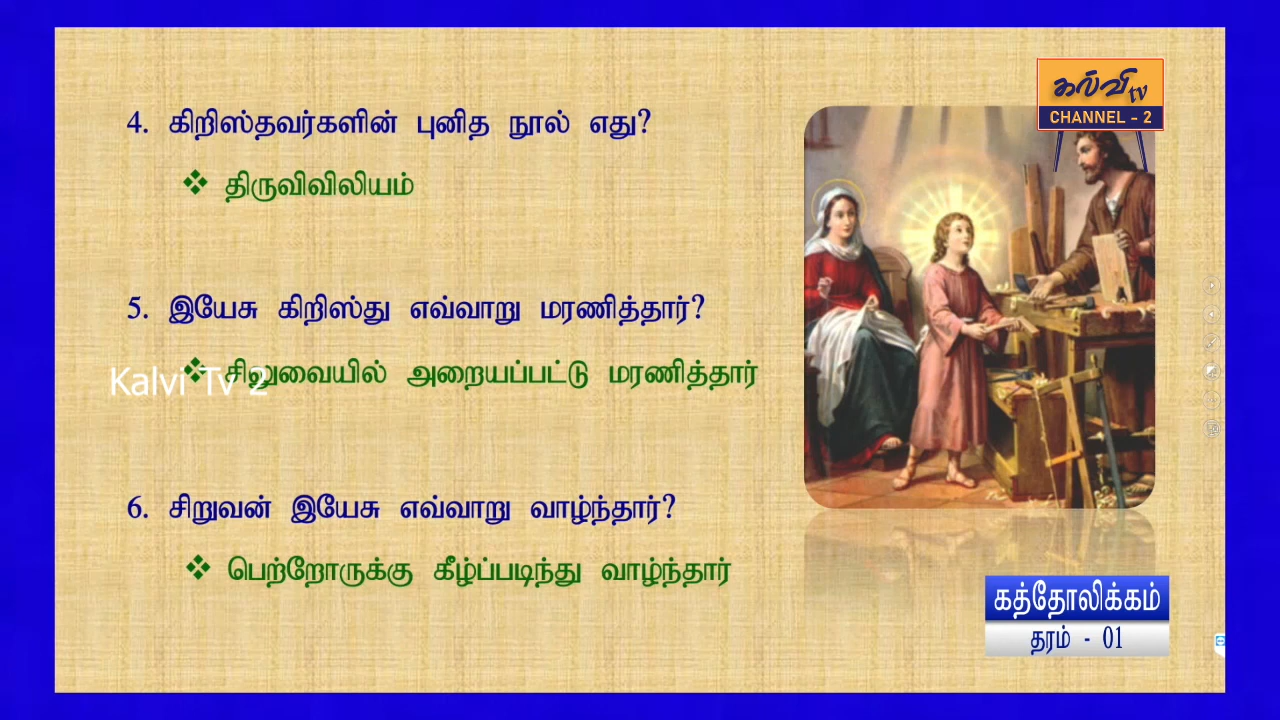 கல்வி tv
CHANNEL - 2
4. கிறிஸ்தவர்களின் புனித நூல் எது?
❖ திருவிவிலியம்
5. இயேசு கிறிஸ்து எவ்வாறு மரணித்தார்?
❖ சிலுவையில் அறையப்பட்டு மரணித்தார்
Kalvi Tv 2
6. சிறுவன் இயேசு எவ்வாறு வாழ்ந்தார்?
❖ பெற்றோருக்கு கீழ்ப்படிந்து வாழ்ந்தார்
கத்தோலிக்கம்
தரம் - 01